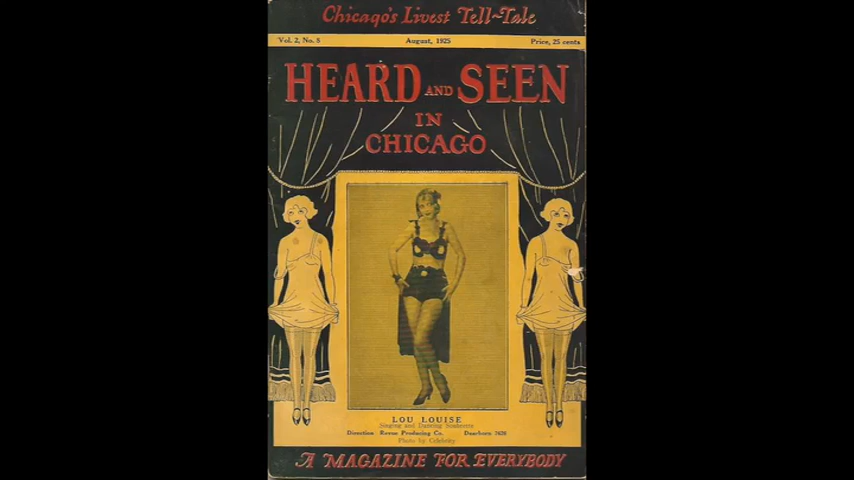 Chicago's Livest Tell-Tale
Vol. 2, No. 8 August, 1925 Price, 25 cents
HEARD AND SEEN
IN
CHICAGO
LOU LOUISE
Singing and Dancing Soubrette
Direction Revue Producing Co. Dearborn
Photo by Celebrity
A MAGAZINE FOR EVERYBODY